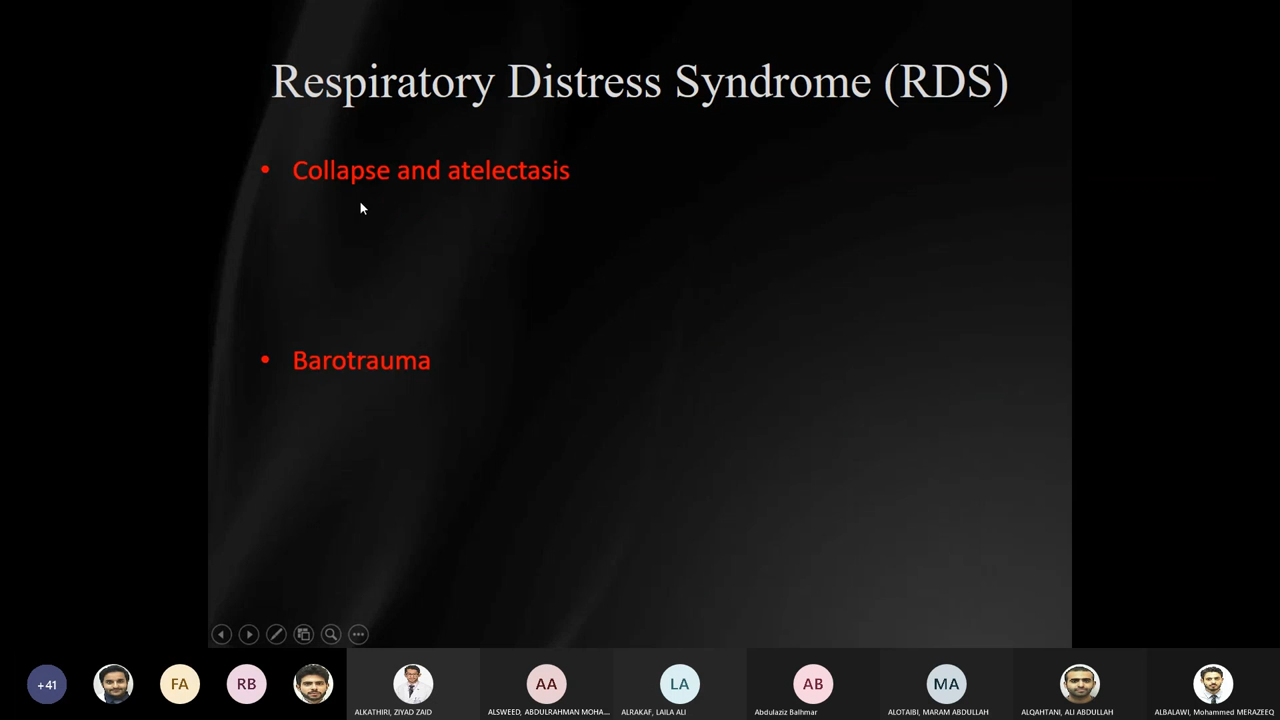 Respiratory Distress Syndrome (RDS)
• Collapse and atelectasis
• Barotrauma
+41
FA
RB
AA
LA
AB
MA
ALKATHIRI, ZIYAD ZAID
ALSWEED, ABDULRAHMAN MOHA...
ALRAKAF, LAILA ALI
Abdulaziz Balhmar
ALOTAIBI, MARAM ABDULLAH
ALQAHTANI, ALI ABDULLAH
ALBALAWI, Mohammed MERAZEEQ